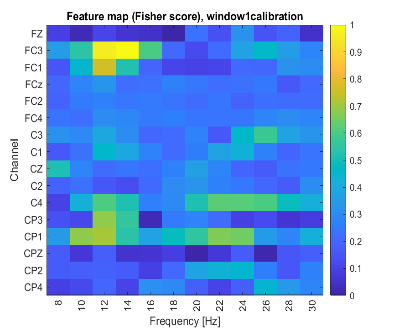 Feature map (Fisher score), window1calibration
FZ
FC3
FC1
FCz
FC2
FC4
C3
C1
CZ
C2
C4
CP3
CP1
CPZ
CP2
CP4
Channel
8 10 12 14 16 18 20 22 24 26 28 30
Frequency [Hz]
1
0.9
0.8
0.7
0.6
0.5
0.4
0.3
0.2
0.1
0